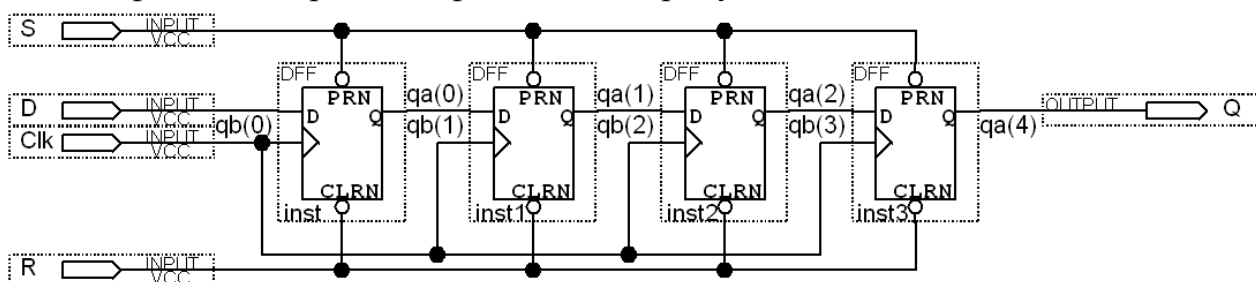 S INPUT VCC
DFF DFF DFF DFF
D INPUT VCC
PRN PRN PRN PRN
qa(0) qa(1) qa(2)
D Q D Q D Q D Q
OUTPUT Q
Clk INPUT VCC
qb(0) qb(1) qb(2) qb(3) qa(4)
CLRN CLRN CLRN CLRN
inst inst1 inst2 inst3
R INPUT VCC